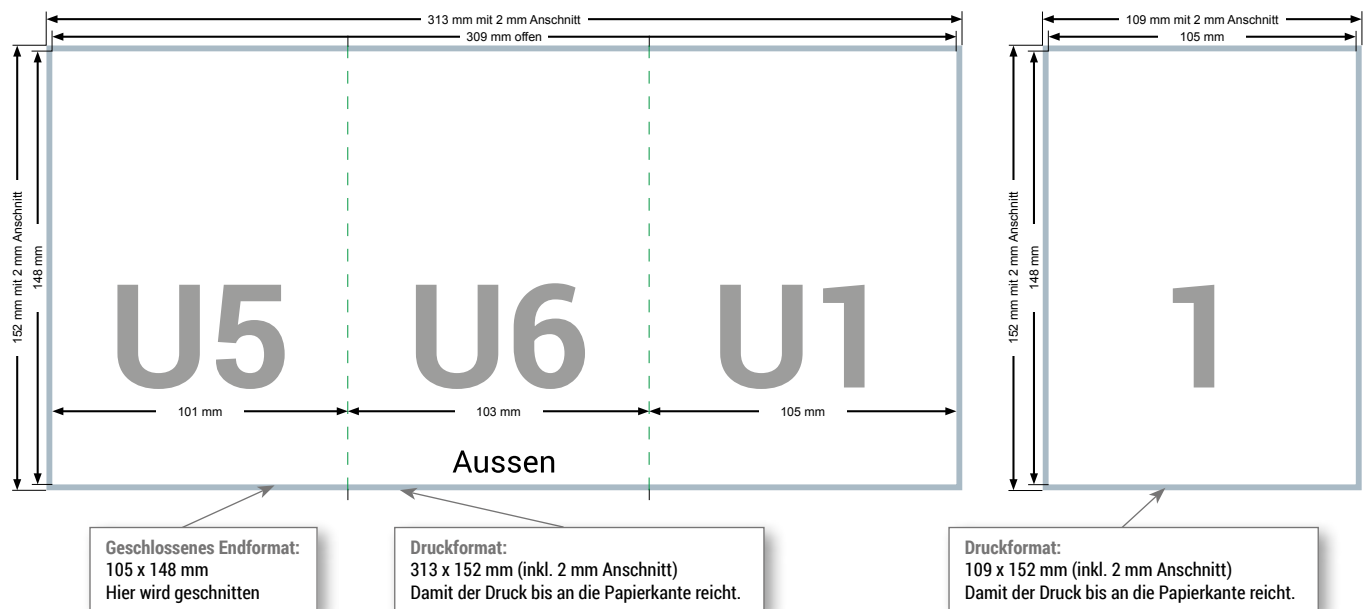 313 mm mit 2 mm Anschnitt
309 mm offen
152 mm mit 2 mm Anschnitt
148 mm
U5
U6
U1
101 mm
103 mm
105 mm
Aussen
109 mm mit 2 mm Anschnitt
105 mm
152 mm mit 2 mm Anschnitt
148 mm
1
Geschlossenes Endformat:
105 x 148 mm
Hier wird geschnitten
Druckformat:
313 x 152 mm (inkl. 2 mm Anschnitt)
Damit der Druck bis an die Papierkante reicht.
Druckformat:
109 x 152 mm (inkl. 2 mm Anschnitt)
Damit der Druck bis an die Papierkante reicht.